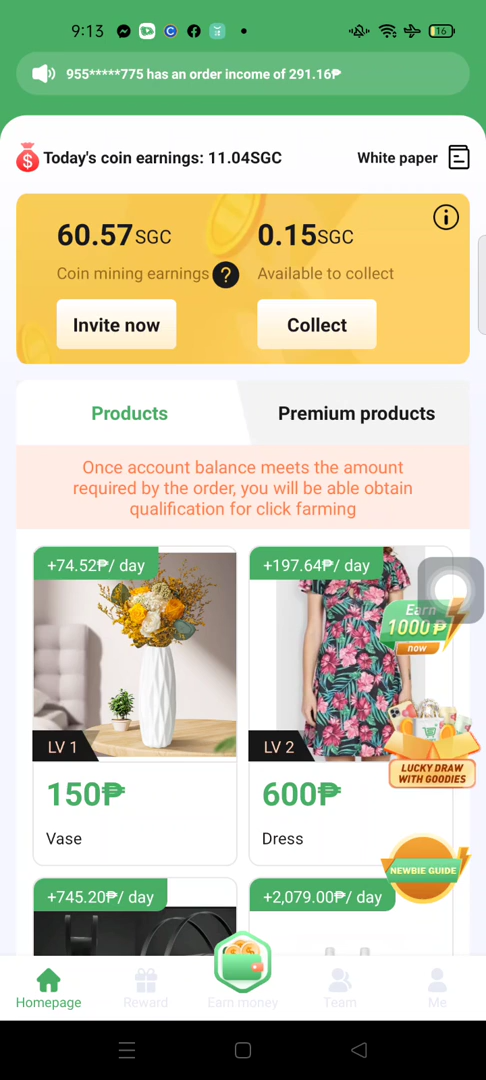 9:13
16
955*****775 has an order income of 291.16₱
Today's coin earnings: 11.04SGC
White paper
60.57SGC
0.15SGC
Coin mining earnings ?
Available to collect
Invite now
Collect
Products
Premium products
Once account balance meets the amount
required by the order, you will be able obtain
qualification for click farming
+74.52₱/ day
+197.64₱/ day
Earn
1000₱
now
LV 1
LV 2
LUCKY DRAW
WITH GOODIES
150₱
600₱
Vase
Dress
NEWBIE GUIDE
+745.20₱/ day
+2,079.00₱/ day
Homepage
Reward
Earn money
Team
Me